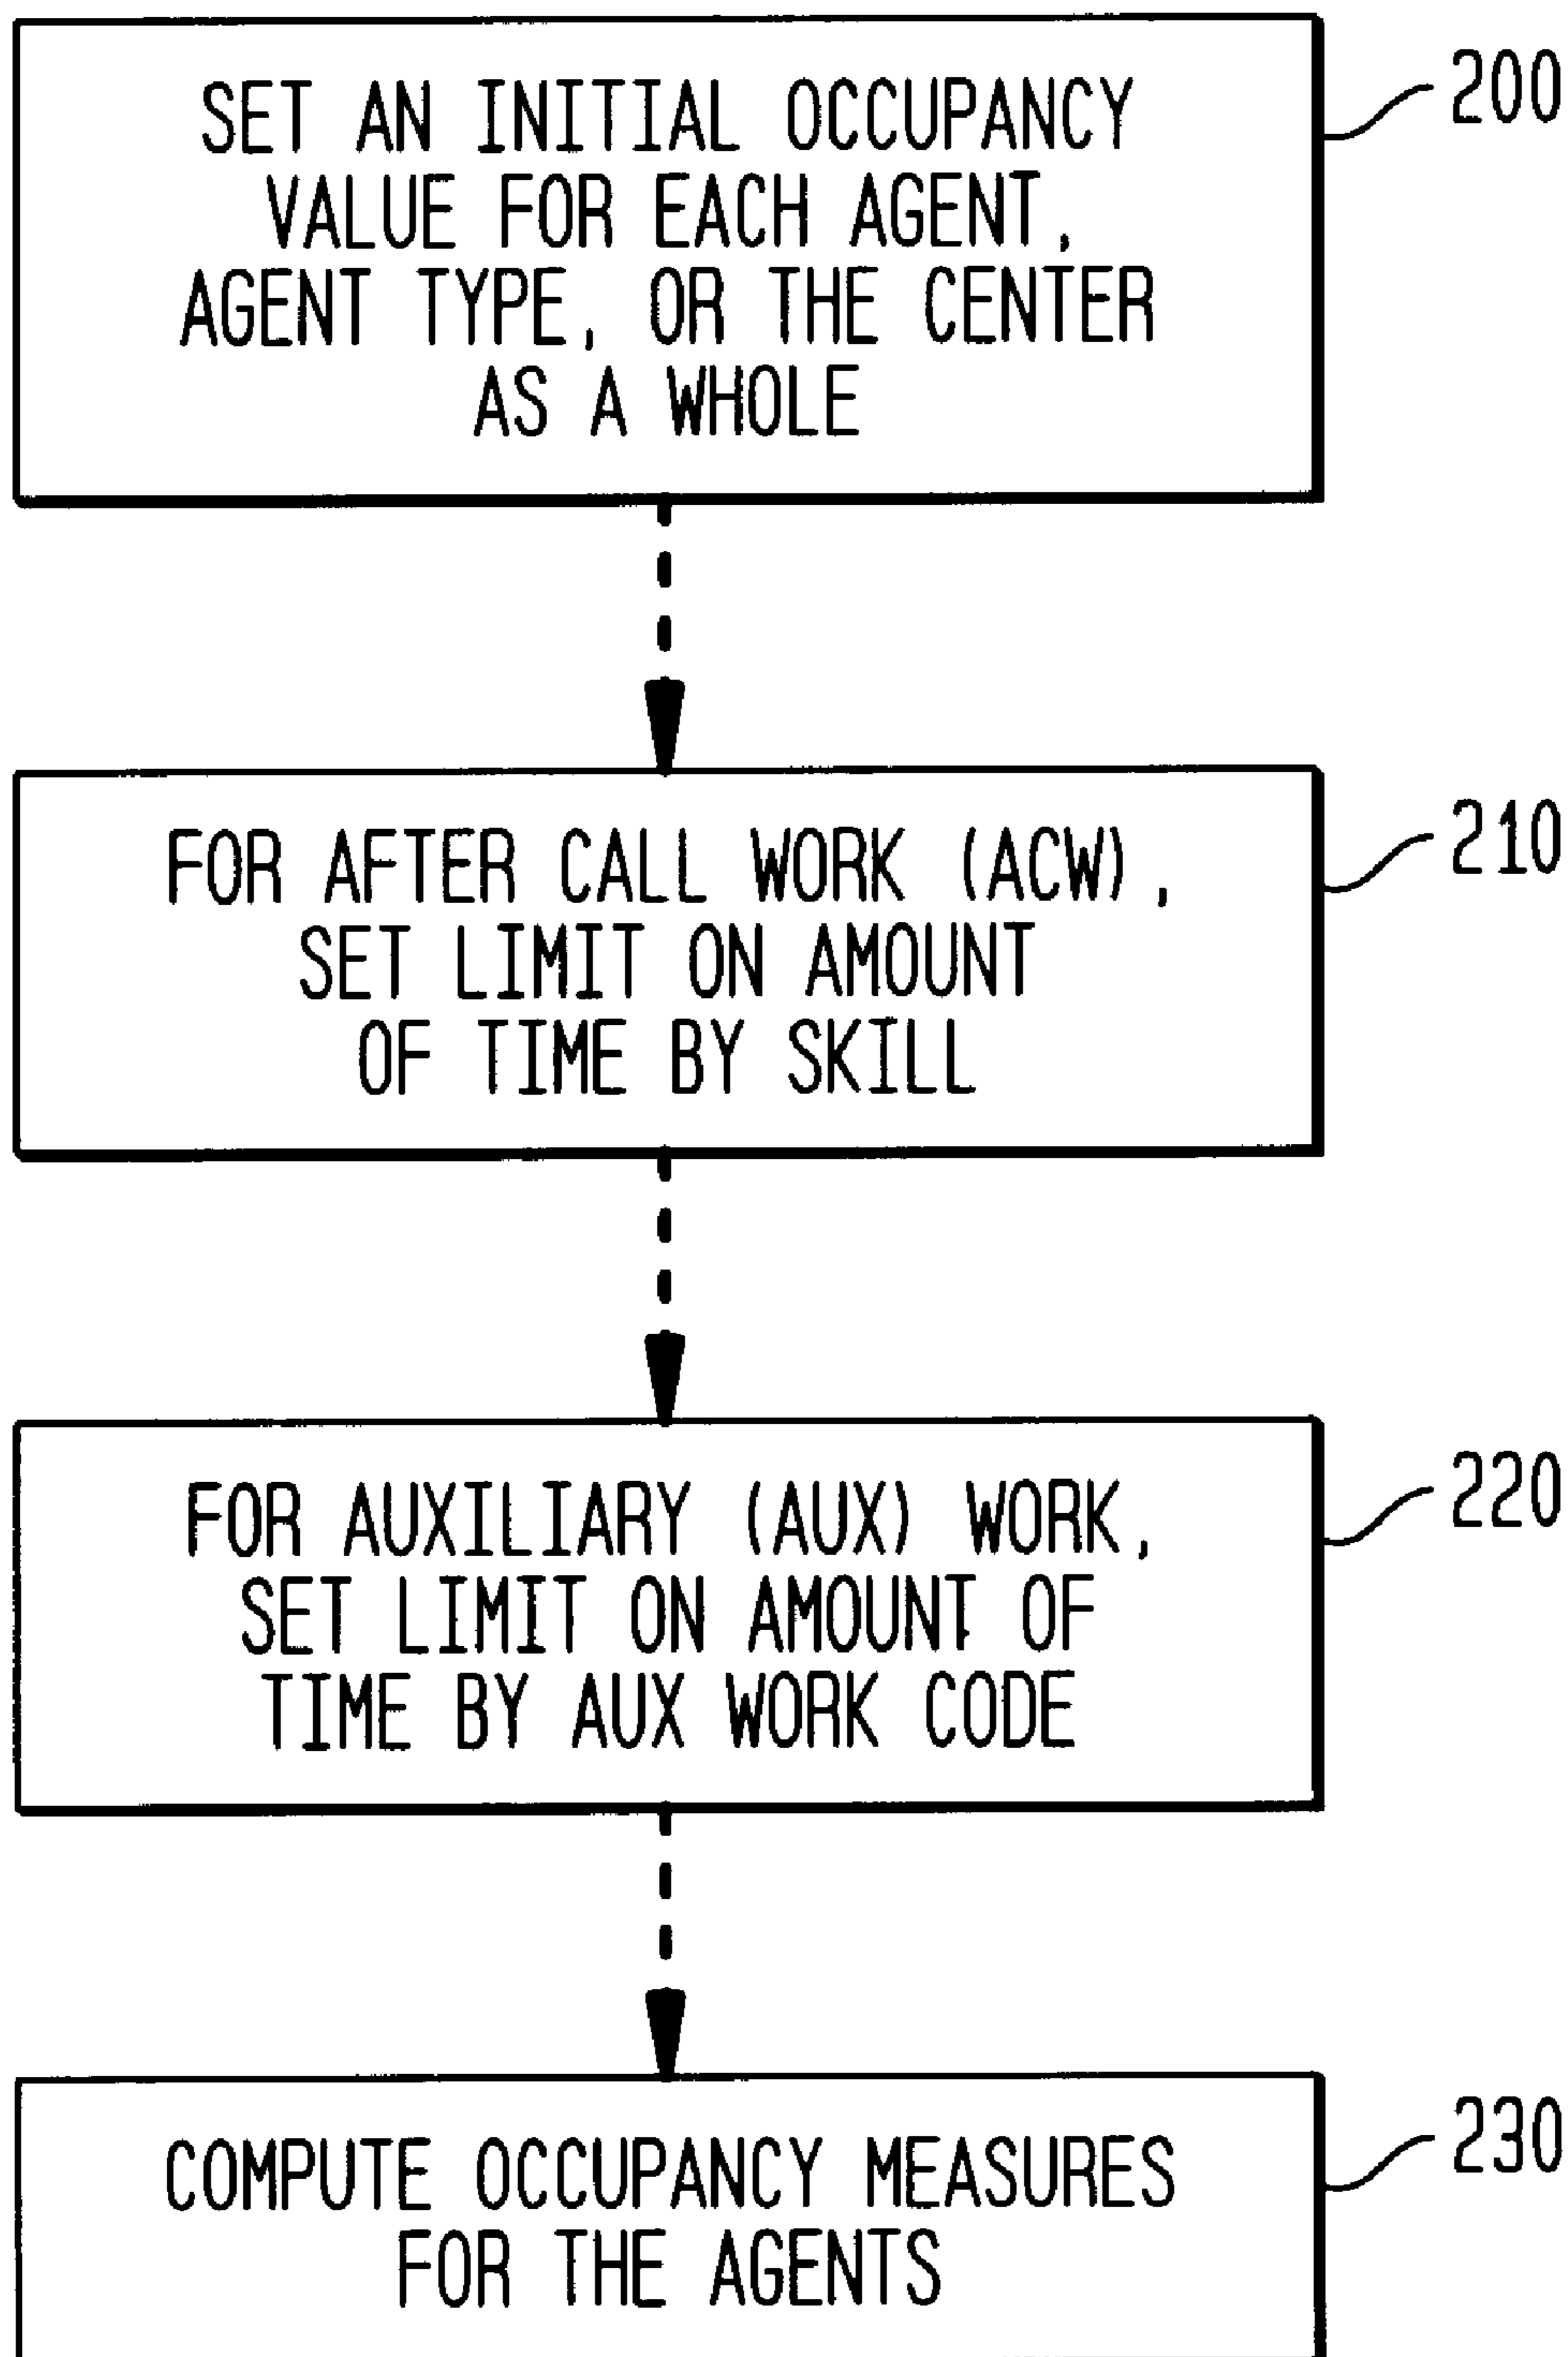 SET AN INITIAL OCCUPANCY
VALUE FOR EACH AGENT,
AGENT TYPE, OR THE CENTER
AS A WHOLE
200
FOR AFTER CALL WORK (ACW),
SET LIMIT ON AMOUNT
OF TIME BY SKILL
210
FOR AUXILIARY (AUX) WORK,
SET LIMIT ON AMOUNT OF
TIME BY AUX WORK CODE
220
COMPUTE OCCUPANCY MEASURES
FOR THE AGENTS
230